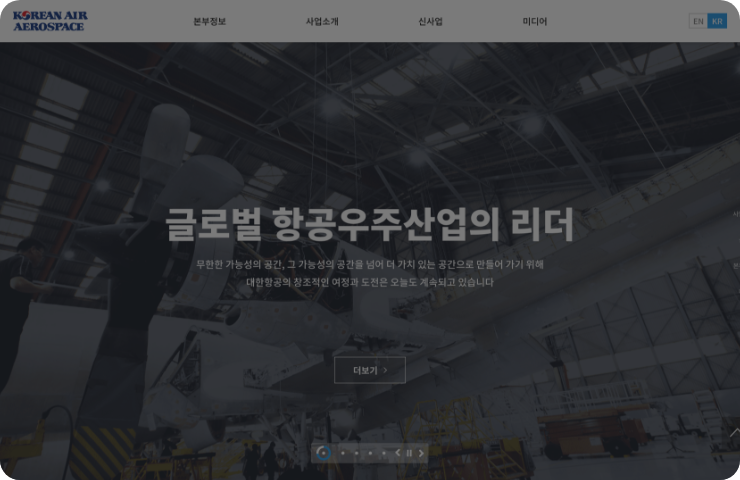 KOREAN AIR
AEROSPACE
본부정보
사업소개
신사업
미디어
EN
KR
글로벌 항공우주산업의 리더
무한한 가능성의 공간, 그 가능성의 공간을 넘어 더 가치 있는 공간으로 만들어 가기 위해
대한항공의 창조적인 여정과 도전은 오늘도 계속되고 있습니다
더보기 >